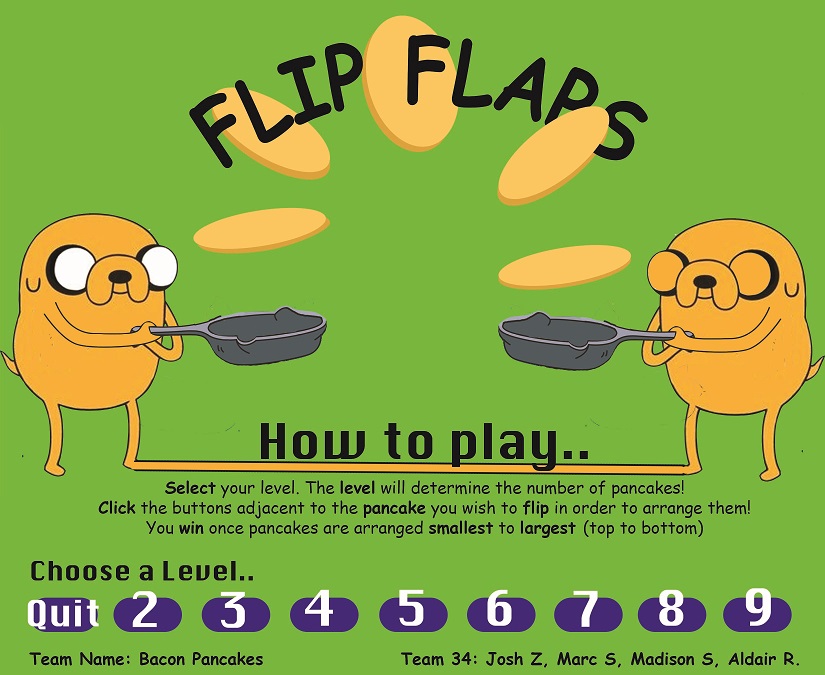 FLIP FLAPS
How to play..
Select your level. The level will determine the number of pancakes!
Click the buttons adjacent to the pancake you wish to flip in order to arrange them!
You win once pancakes are arranged smallest to largest (top to bottom)
Choose a Level..
Quit 2 3 4 5 6 7 8 9
Team Name: Bacon Pancakes Team 34: Josh Z, Marc S, Madison S, Aldair R.